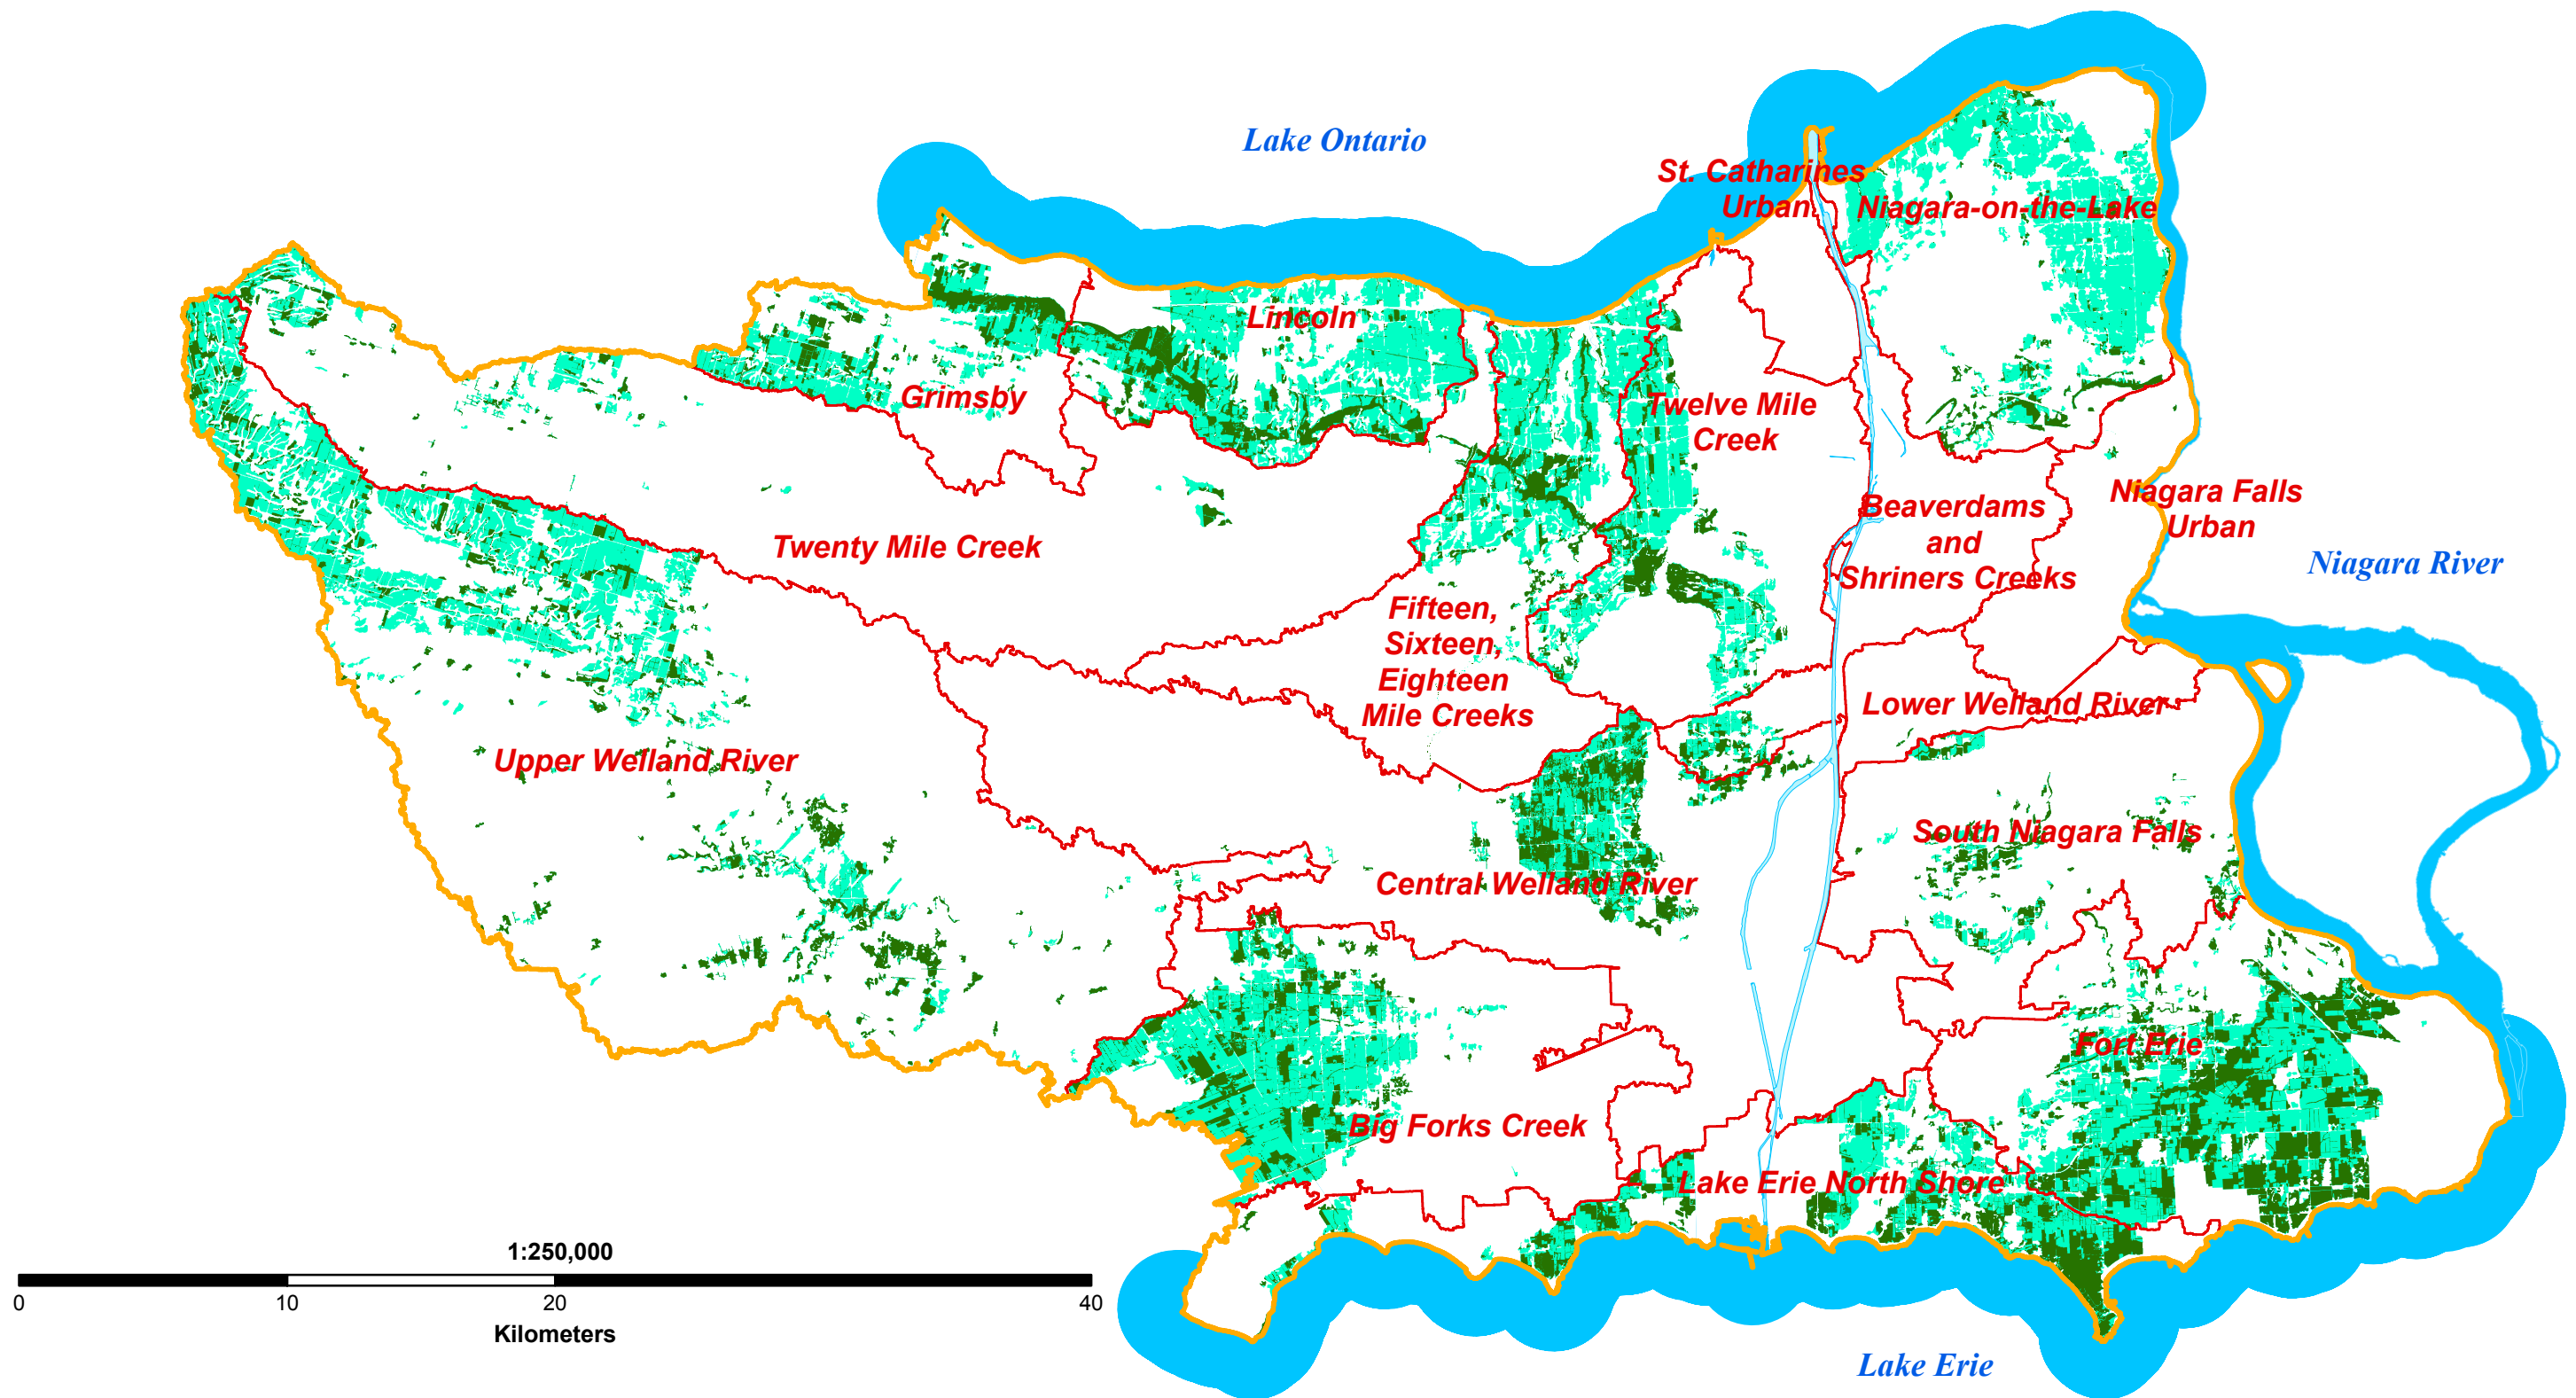 Lake Ontario
St. Catharines
Urban
Niagara-on-the-Lake
Lincoln
Grimsby
Twelve Mile
Creek
Niagara Falls
Urban
Beaverdams
and
Shriners Creeks
Twenty Mile Creek
Niagara River
Fifteen,
Sixteen,
Eighteen
Mile Creeks
Lower Welland River
Upper Welland River
South Niagara Falls
Central Welland River
Fort Erie
Big Forks Creek
Lake Erie North Shore
1:250,000
0 10 20 40
Kilometers
Lake Erie